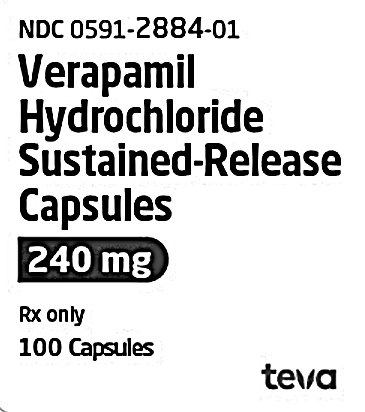 NDC 0591-2884-01
Verapamil
Hydrochloride
Sustained-Release
Capsules
240 mg
Rx only
100 Capsules
teva